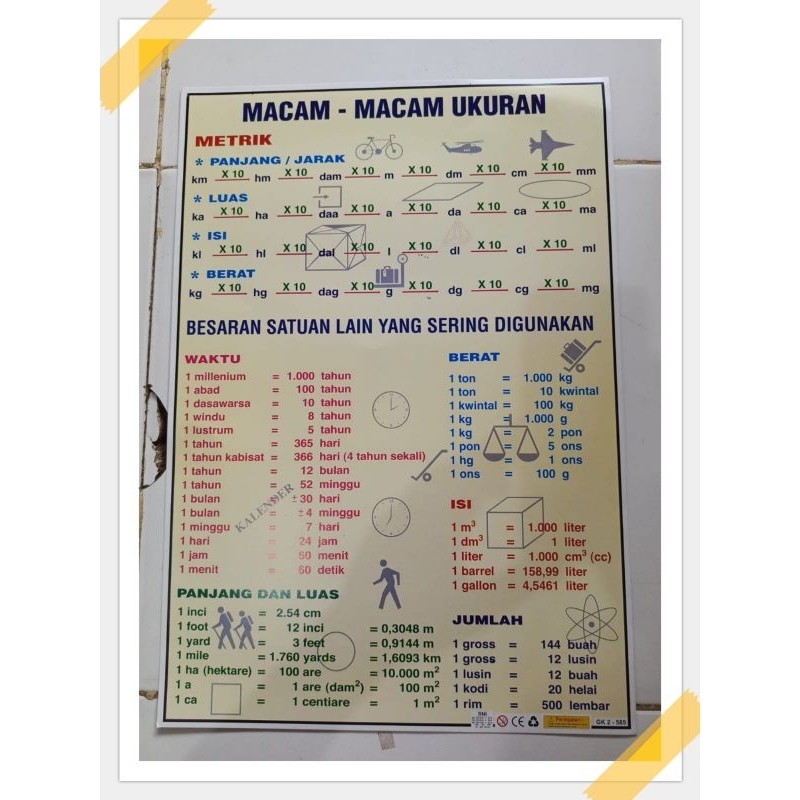 MACAM - MACAM UKURAN
METRIK
* PANJANG / JARAK
km X 10 hm X 10 dam X 10 m X 10 dm X 10 cm X 10 mm
* LUAS
ka X 10 ha X 10 daa X 10 a X 10 da X 10 ca X 10 ma
* ISI
kl X 10 hl X 10 dal X 10 l X 10 dl X 10 cl X 10 ml
* BERAT
kg X 10 hg X 10 dag X 10 g X 10 dg X 10 cg X 10 mg
BESARAN SATUAN LAIN YANG SERING DIGUNAKAN
WAKTU
1 millenium = 1.000 tahun
1 abad = 100 tahun
1 dasawarsa = 10 tahun
1 windu = 8 tahun
1 lustrum = 5 tahun
1 tahun = 365 hari
1 tahun kabisat = 366 hari (4 tahun sekali)
1 tahun = 12 bulan
1 tahun = 52 minggu
1 bulan = ±30 hari
1 bulan = ±4 minggu
1 minggu = 7 hari
1 hari = 24 jam
1 jam = 60 menit
1 menit = 60 detik
KALENDER
BERAT
1 ton = 1.000 kg
1 ton = 10 kwintal
1 kwintal = 100 kg
1 kg = 1.000 g
1 kg = 2 pon
1 pon = 5 ons
1 hg = 1 ons
1 ons = 100 g
ISI
1 m³ = 1.000 liter
1 dm³ = 1 liter
1 liter = 1.000 cm³ (cc)
1 barrel = 158,99 liter
1 gallon = 4,5461 liter
PANJANG DAN LUAS
1 inci = 2.54 cm
1 foot = 12 inci = 0,3048 m
1 yard = 3 feet = 0,9144 m
1 mile = 1.760 yards = 1,6093 km
1 ha (hektare) = 100 are = 10.000 m²
1 a = 1 are (dam²) = 100 m²
1 ca = 1 centiare = 1 m²
JUMLAH
1 gross = 144 buah
1 gross = 12 lusin
1 lusin = 12 buah
1 kodi = 20 helai
1 rim = 500 lembar
CE
GK 2 - 585